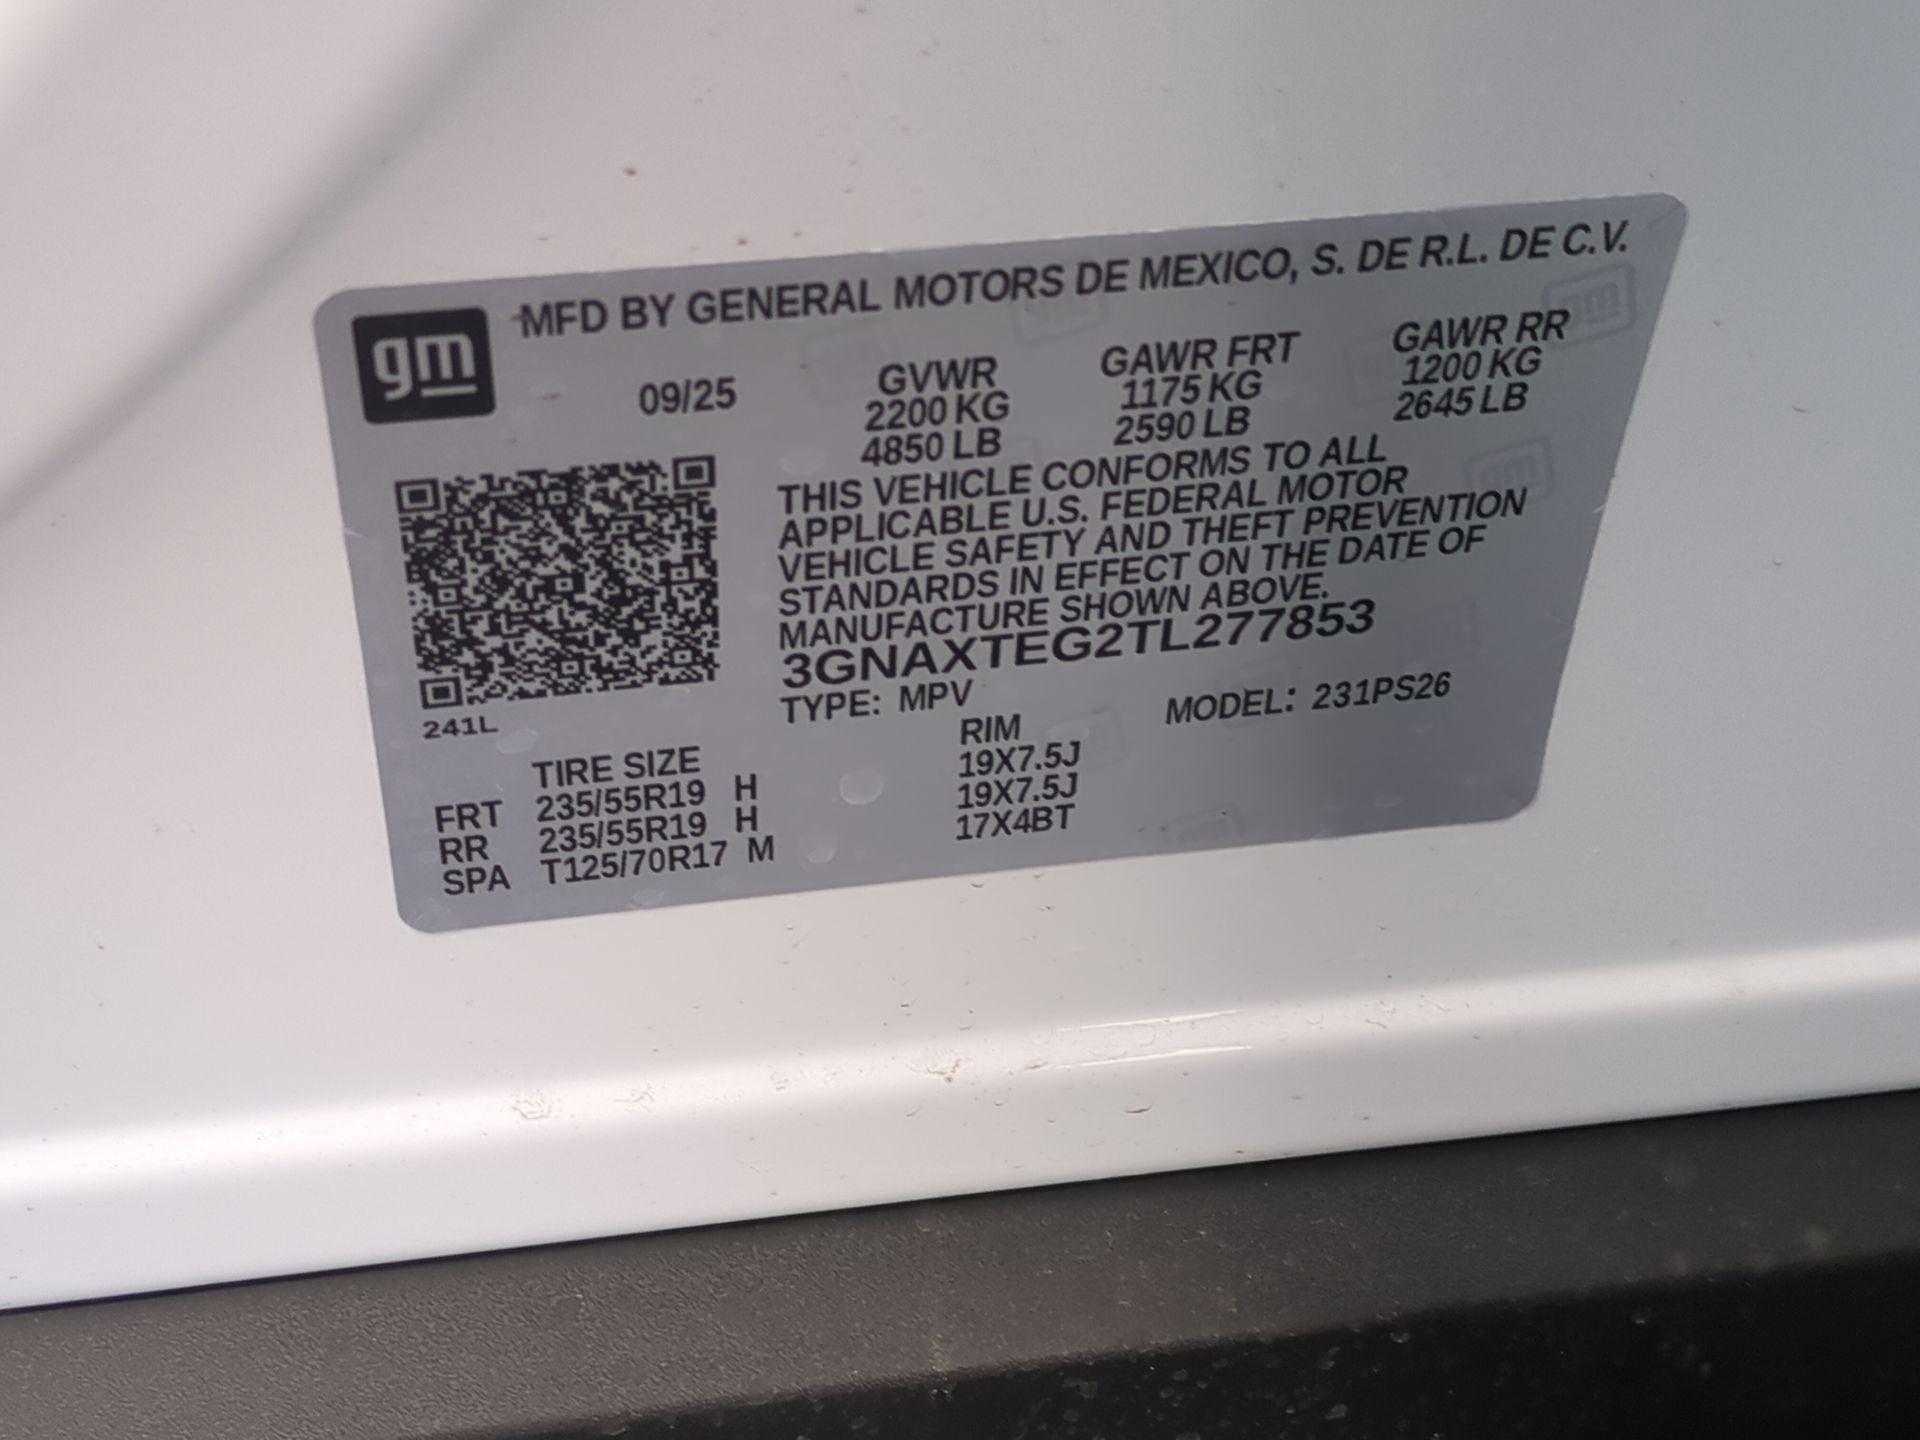 gm
MFD BY GENERAL MOTORS DE MEXICO, S. DE R.L. DE C.V.
09/25 GVWR GAWR FRT GAWR RR
2200 KG 1175 KG 1200 KG
4850 LB 2590 LB 2645 LB
THIS VEHICLE CONFORMS TO ALL
APPLICABLE U.S. FEDERAL MOTOR
VEHICLE SAFETY AND THEFT PREVENTION
STANDARDS IN EFFECT ON THE DATE OF
MANUFACTURE SHOWN ABOVE.
3GNAXTEG2TL277853
TYPE: MPV MODEL: 231PS26
241L
TIRE SIZE RIM
FRT 235/55R19 H 19X7.5J
RR 235/55R19 H 19X7.5J
SPA T125/70R17 M 17X4BT